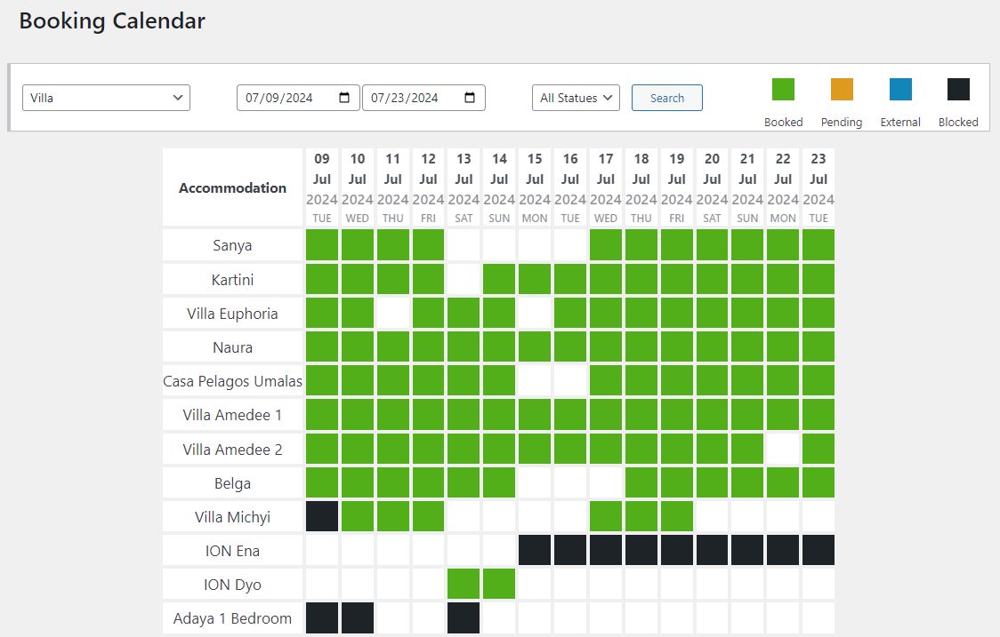 Booking Calendar
Villa 07/09/2024 07/23/2024 All Statues Search
Booked Pending External Blocked
Accommodation
09 10 11 12 13 14 15 16 17 18 19 20 21 22 23
Jul Jul Jul Jul Jul Jul Jul Jul Jul Jul Jul Jul Jul Jul Jul
2024 2024 2024 2024 2024 2024 2024 2024 2024 2024 2024 2024 2024 2024 2024
TUE WED THU FRI SAT SUN MON TUE WED THU FRI SAT SUN MON TUE
Sanya
Kartini
Villa Euphoria
Naura
Casa Pelagos Umalas
Villa Amedee 1
Villa Amedee 2
Belga
Villa Michyi
ION Ena
ION Dyo
Adaya 1 Bedroom